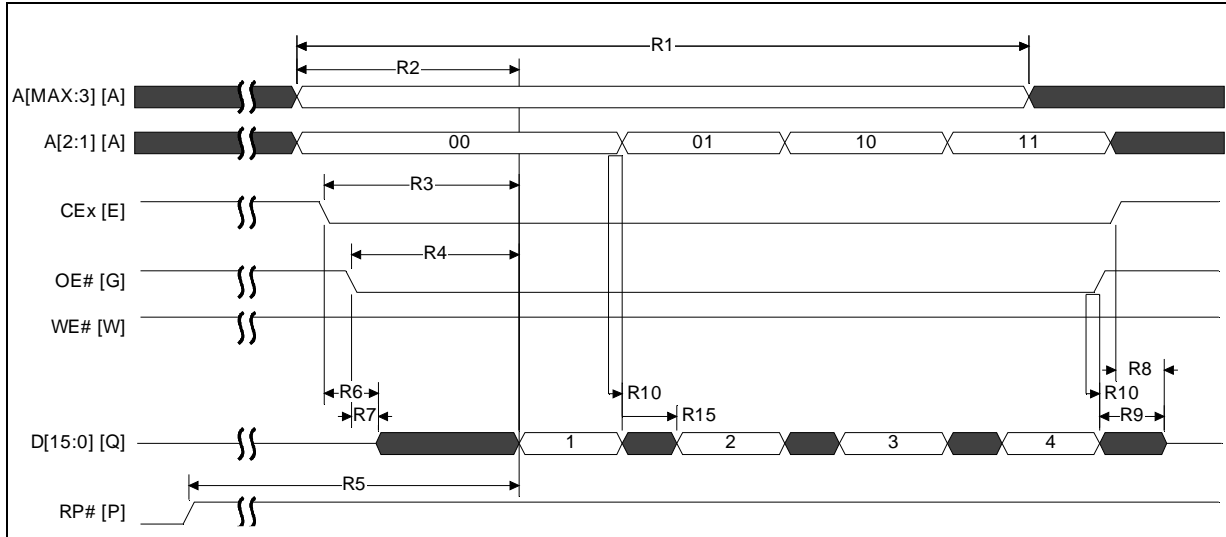 R1
R2
A[MAX:3] [A]
A[2:1] [A]
00
01
10
11
R3
CEx [E]
R4
OE# [G]
WE# [W]
R6
R10
R8
R10
R7
R15
R9
D[15:0] [Q]
1
2
3
4
R5
RP# [P]